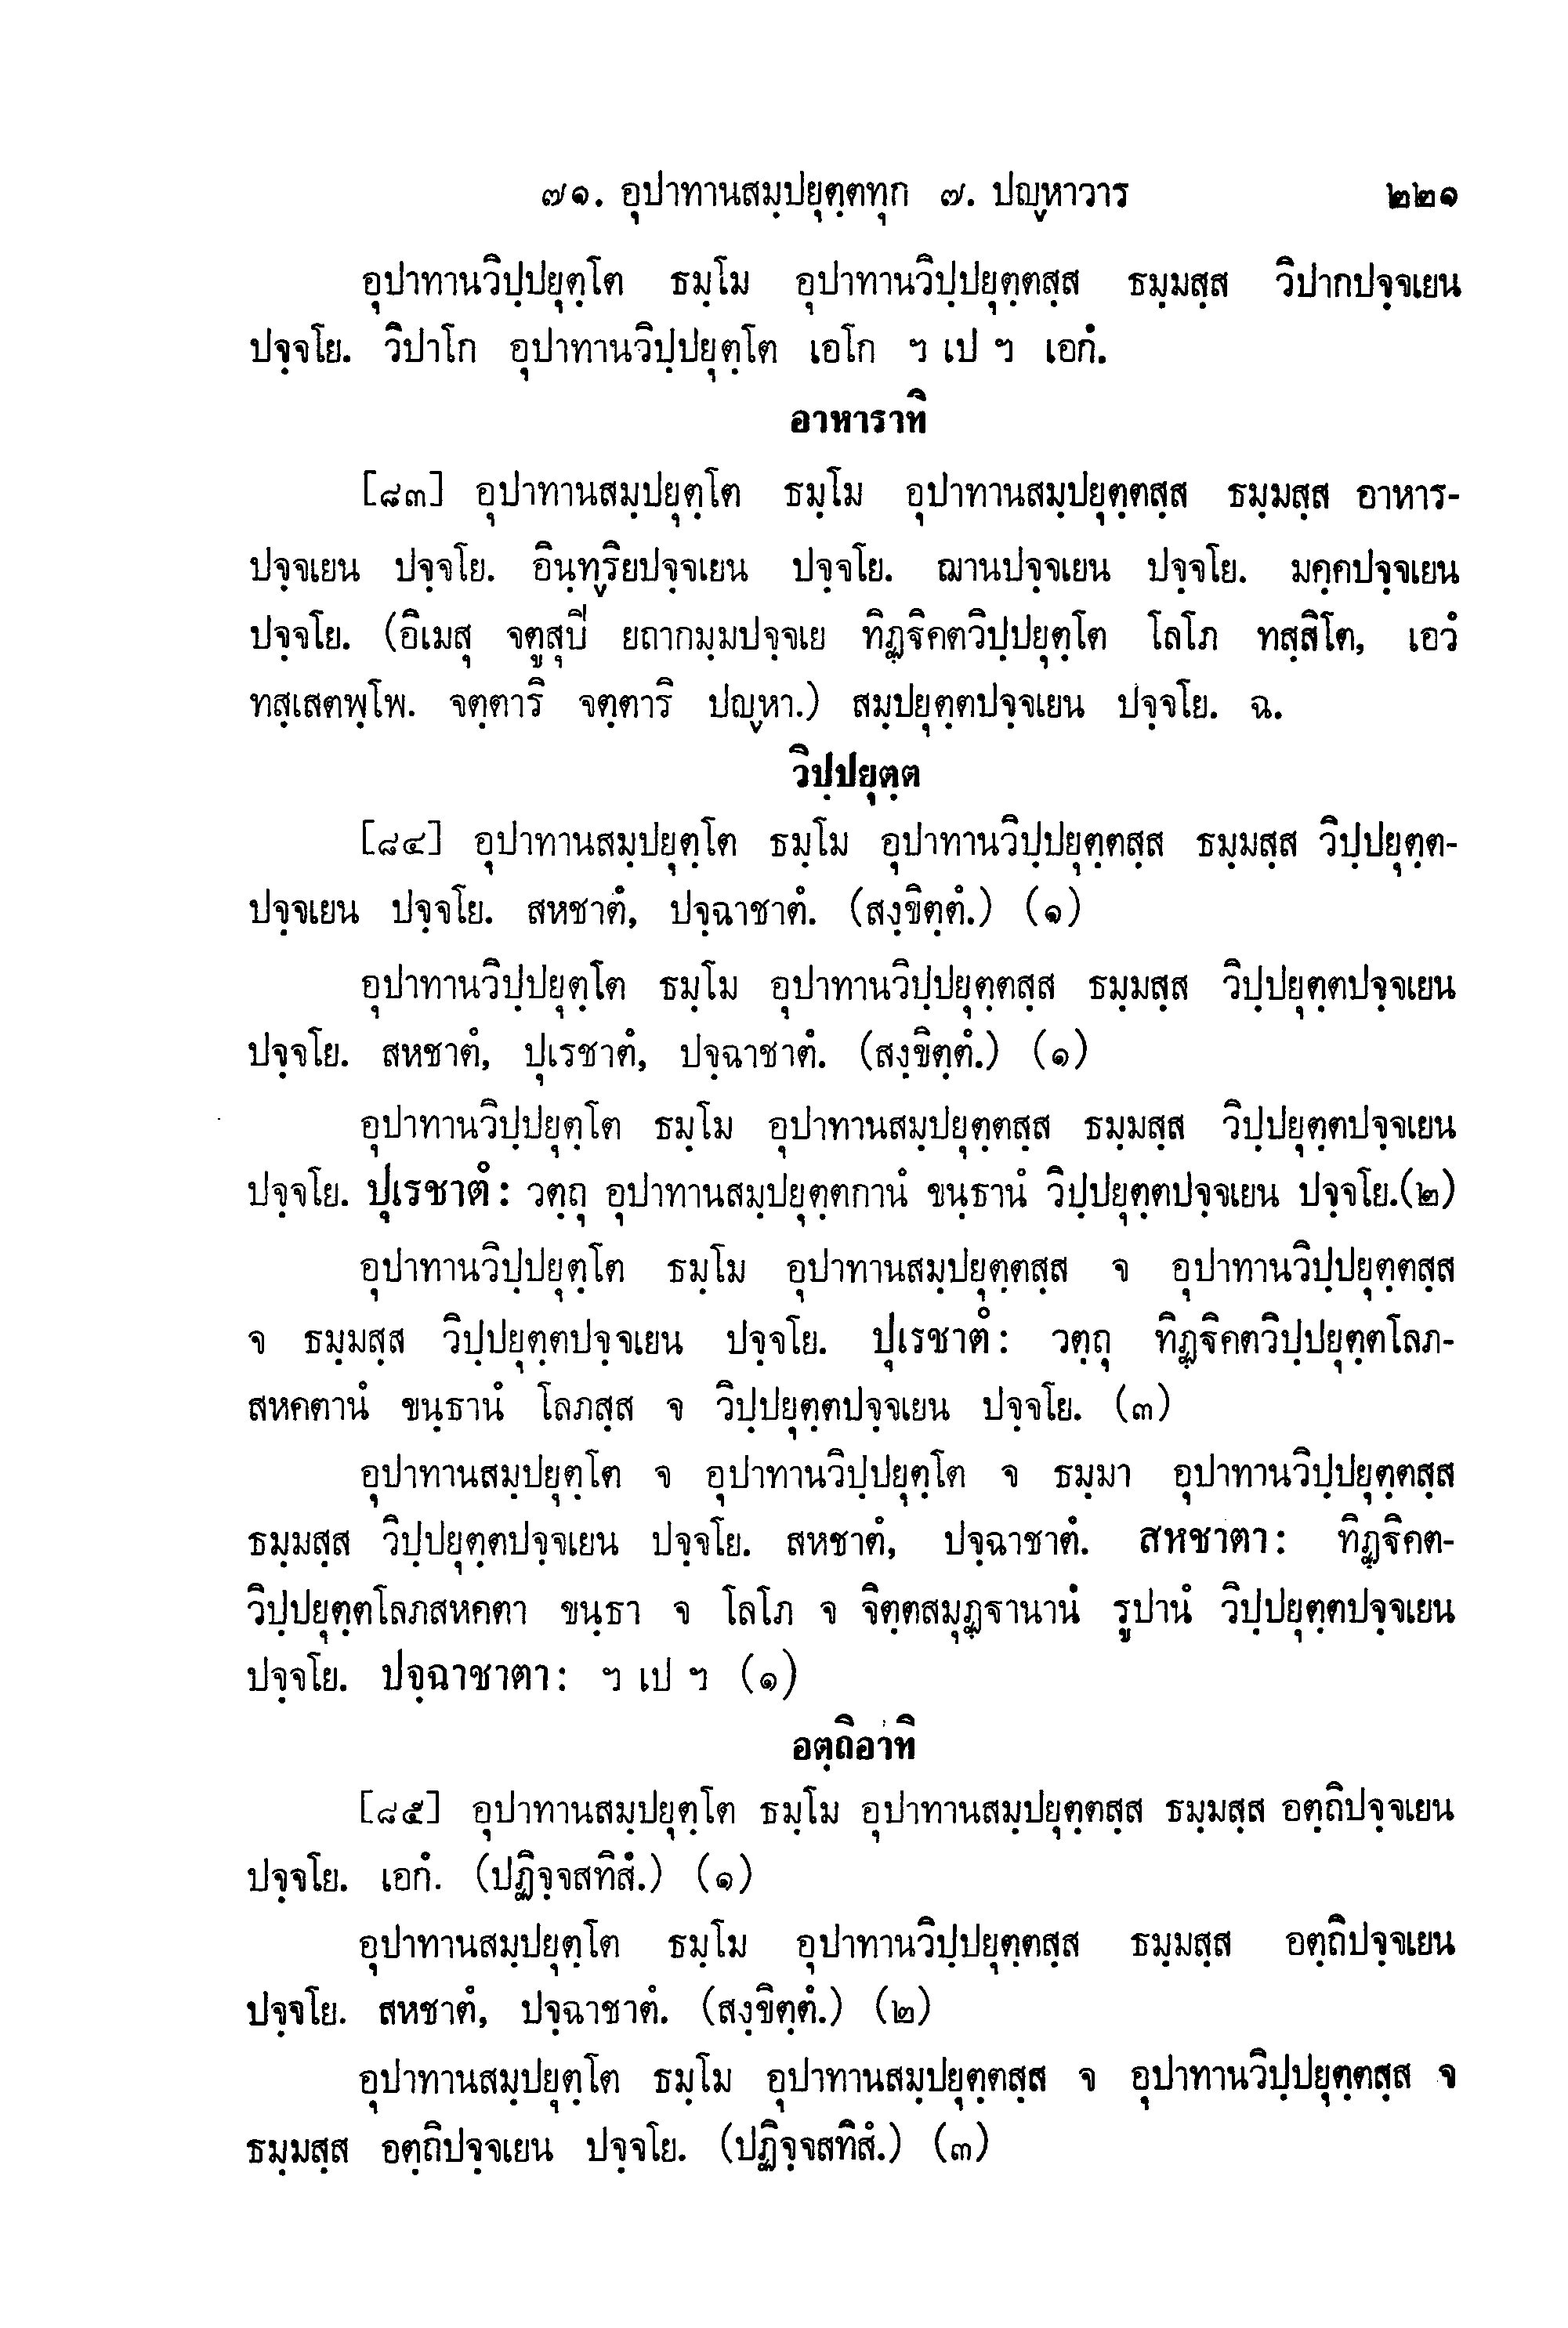 ๗๑. อุปาทานสมฺปยุตฺตทุก ๗. ปญฺหาวาร ๒๒๑
อุปาทานวิปฺปยุตฺโต ธมฺโม อุปาทานวิปฺปยุตฺตสฺส ธมฺมสฺส วิปากปจฺจเยน
ปจฺจโย. วิปาโก อุปาทานวิปฺปยุตฺโต เอโก ฯ เป ฯ เอกํ.
อาหาราทิ
[๘๓] อุปาทานสมฺปยุตฺโต ธมฺโม อุปาทานสมฺปยุตฺตสฺส ธมฺมสฺส อาหาร-
ปจฺจเยน ปจฺจโย. อินฺทฺริยปจฺจเยน ปจฺจโย. ฌานปจฺจเยน ปจฺจโย. มคฺคปจฺจเยน
ปจฺจโย. (อิเมสุ จตูสุปิ ยถากมฺมปจฺจเย ทิฏฺฐิคตวิปฺปยุตฺโต โลโภ ทสฺสิโต, เอวํ
ทสฺเสตพฺโพ. จตฺตาริ จตฺตาริ ปญฺหา.) สมฺปยุตฺตปจฺจเยน ปจฺจโย. ฉ.
วิปฺปยุตฺต
[๘๔] อุปาทานสมฺปยุตฺโต ธมฺโม อุปาทานวิปฺปยุตฺตสฺส ธมฺมสฺส วิปฺปยุตฺต-
ปจฺจเยน ปจฺจโย. สหชาตํ, ปจฺฉาชาตํ. (สงฺขิตฺตํ.) (๑)
อุปาทานวิปฺปยุตฺโต ธมฺโม อุปาทานวิปฺปยุตฺตสฺส ธมฺมสฺส วิปฺปยุตฺตปจฺจเยน
ปจฺจโย. สหชาตํ, ปุเรชาตํ, ปจฺฉาชาตํ. (สงฺขิตฺตํ.) (๑)
อุปาทานวิปฺปยุตฺโต ธมฺโม อุปาทานสมฺปยุตฺตสฺส ธมฺมสฺส วิปฺปยุตฺตปจฺจเยน
ปจฺจโย. ปุเรชาตํ: วตฺถุ อุปาทานสมฺปยุตฺตกานํ ขนฺธานํ วิปฺปยุตฺตปจฺจเยน ปจฺจโย.(๒)
อุปาทานวิปฺปยุตฺโต ธมฺโม อุปาทานสมฺปยุตฺตสฺส จ อุปาทานวิปฺปยุตฺตสฺส
จ ธมฺมสฺส วิปฺปยุตฺตปจฺจเยน ปจฺจโย. ปุเรชาตํ: วตฺถุ ทิฏฺฐิคตวิปฺปยุตฺตโลภ-
สหคตานํ ขนฺธานํ โลภสฺส จ วิปฺปยุตฺตปจฺจเยน ปจฺจโย. (๓)
อุปาทานสมฺปยุตฺโต จ อุปาทานวิปฺปยุตฺโต จ ธมฺมา อุปาทานวิปฺปยุตฺตสฺส
ธมฺมสฺส วิปฺปยุตฺตปจฺจเยน ปจฺจโย. สหชาตํ, ปจฺฉาชาตํ. สหชาตา: ทิฏฺฐิคต-
วิปฺปยุตฺตโลภสหคตา ขนฺธา จ โลโภ จ จิตฺตสมุฏฺฐานานํ รูปานํ วิปฺปยุตฺตปจฺจเยน
ปจฺจโย. ปจฺฉาชาตา: ฯ เป ฯ (๑)
อตฺถิอาทิ
[๘๕] อุปาทานสมฺปยุตฺโต ธมฺโม อุปาทานสมฺปยุตฺตสฺส ธมฺมสฺส อตฺถิปจฺจเยน
ปจฺจโย. เอกํ. (ปฏิจฺจสทิสํ.) (๑)
อุปาทานสมฺปยุตฺโต ธมฺโม อุปาทานวิปฺปยุตฺตสฺส ธมฺมสฺส อตฺถิปจฺจเยน
ปจฺจโย. สหชาตํ, ปจฺฉาชาตํ. (สงฺขิตฺตํ.) (๒)
อุปาทานสมฺปยุตฺโต ธมฺโม อุปาทานสมฺปยุตฺตสฺส จ อุปาทานวิปฺปยุตฺตสฺส จ
ธมฺมสฺส อตฺถิปจฺจเยน ปจฺจโย. (ปฏิจฺจสทิสํ.) (๓)